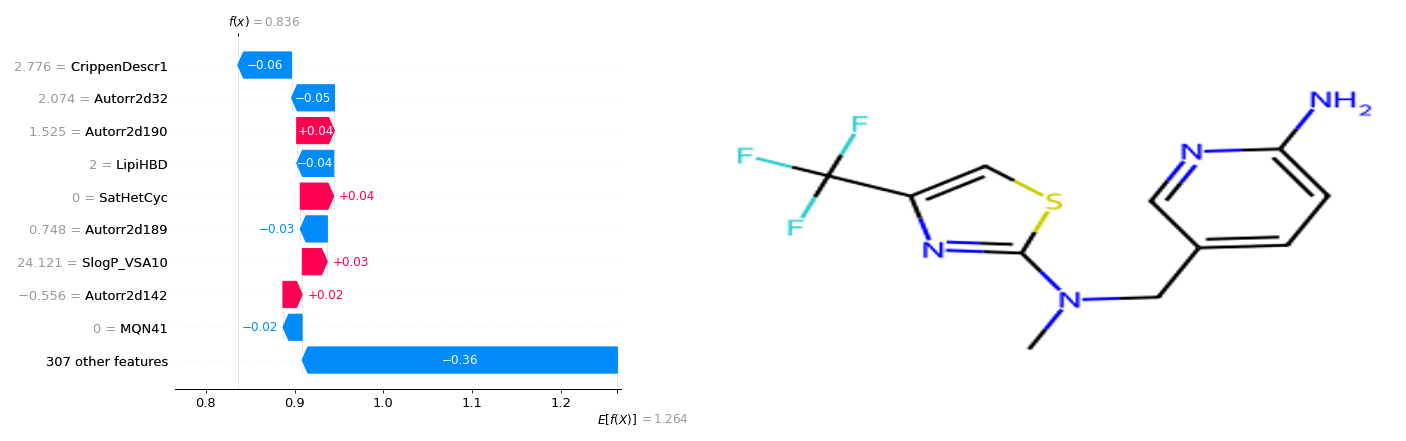 f(x) = 0.836
2.776 = CrippenDescr1
−0.06
2.074 = Autorr2d32
−0.05
1.525 = Autorr2d190
+0.04
2 = LipiHBD
−0.04
0 = SatHetCyc
+0.04
0.748 = Autorr2d189
−0.03
24.121 = SlogP_VSA10
+0.03
−0.556 = Autorr2d142
+0.02
0 = MQN41
−0.02
307 other features
−0.36
0.8 0.9 1.0 1.1 1.2
E[f(X)] = 1.264
F
F
F
N
S
N
N
NH2